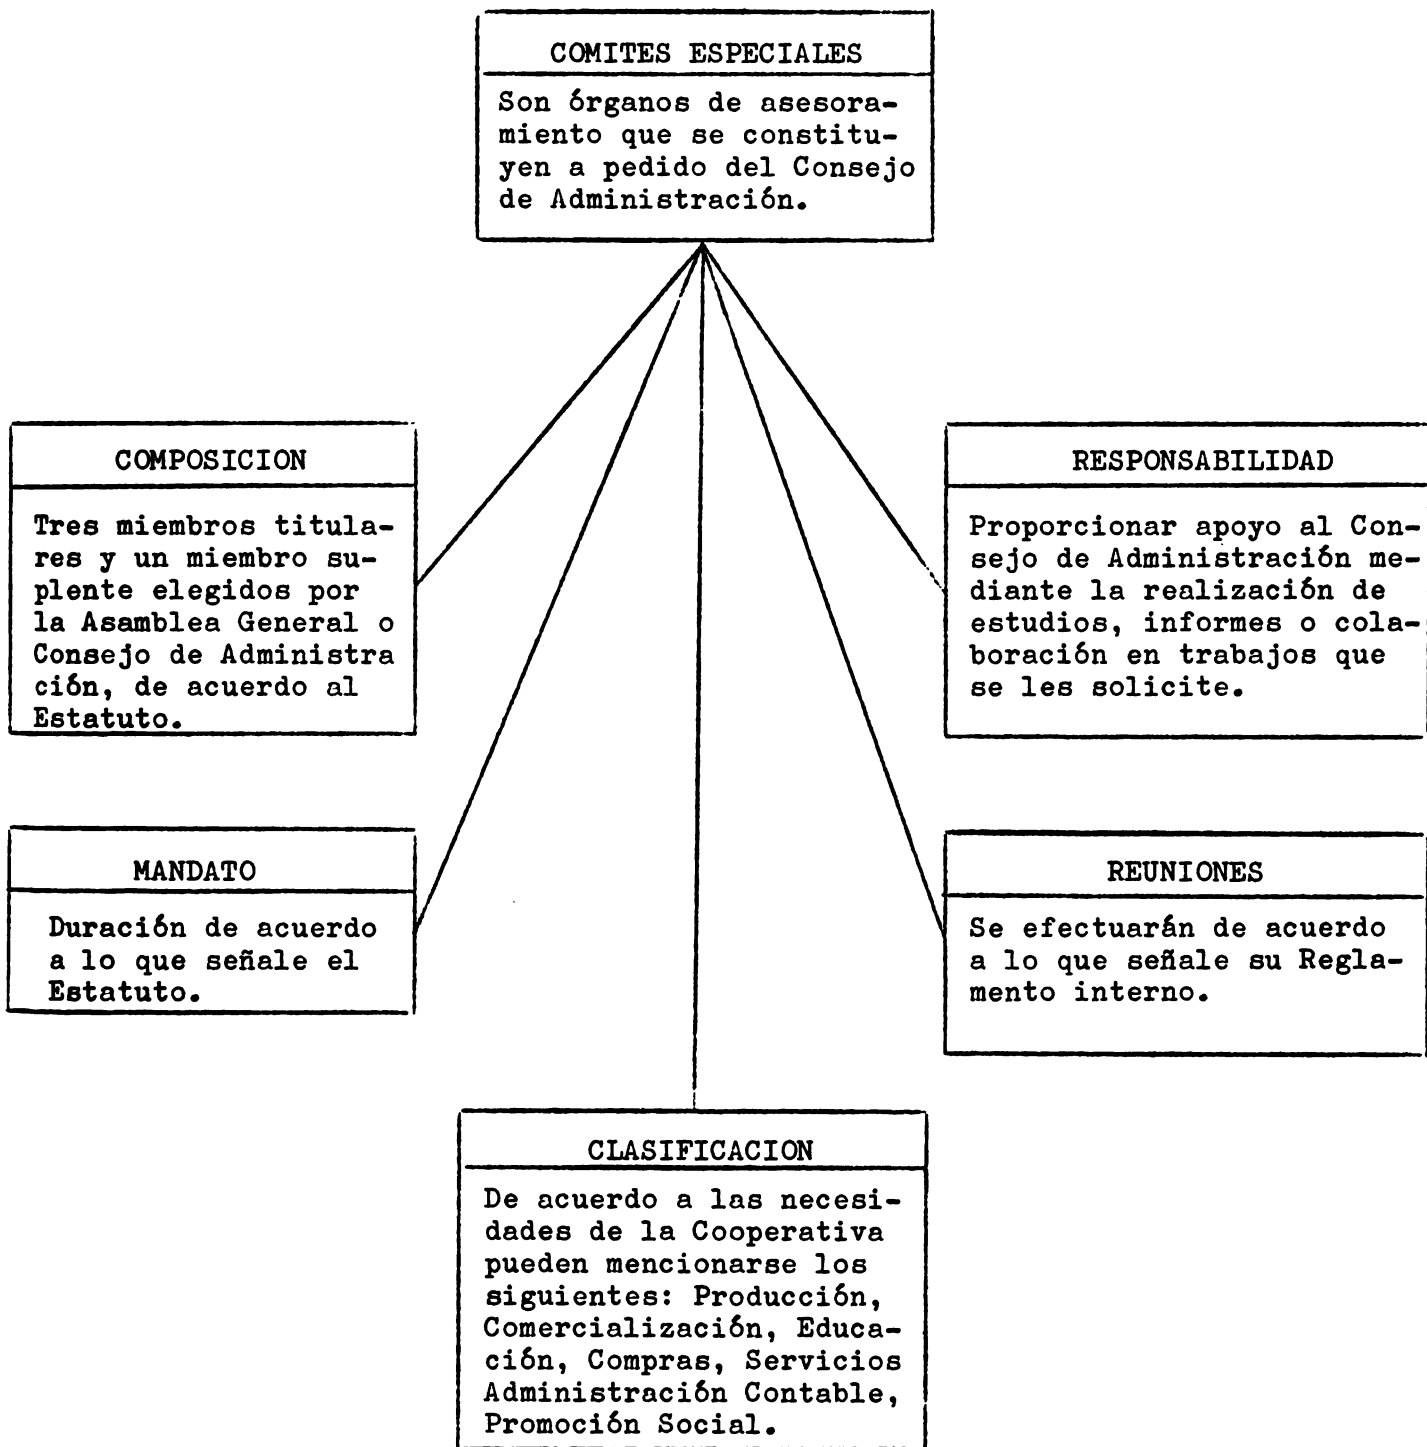 COMITES ESPECIALES
Son órganos de asesora-
miento que se constitu-
yen a pedido del Consejo
de Administración.
COMPOSICION
Tres miembros titula-
res y un miembro su-
plente elegidos por
la Asamblea General o
Consejo de Administra
ción, de acuerdo al
Estatuto.
RESPONSABILIDAD
Proporcionar apoyo al Con-
sejo de Administración me-
diante la realización de
estudios, informes o cola-
boración en trabajos que
se les solicite.
MANDATO
Duración de acuerdo
a lo que señale el
Estatuto.
REUNIONES
Se efectuarán de acuerdo
a lo que señale su Regla-
mento interno.
CLASIFICACION
De acuerdo a las necesi-
dades de la Cooperativa
pueden mencionarse los
siguientes: Producción,
Comercialización, Educa-
ción, Compras, Servicios
Administración Contable,
Promoción Social.